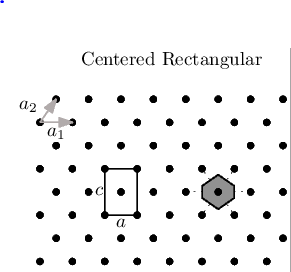 Centered Rectangular
a₂
a₁
c
a